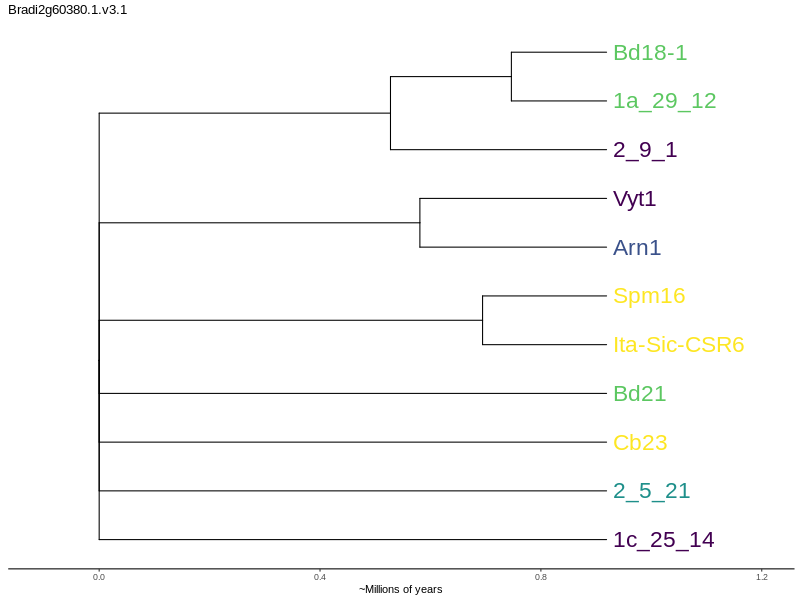 Bradi2g60380.1.v3.1
Bd18-1
1a_29_12
2_9_1
Vyt1
Arn1
Spm16
Ita-Sic-CSR6
Bd21
Cb23
2_5_21
1c_25_14
0.0 0.4 0.8 1.2
~Millions of years